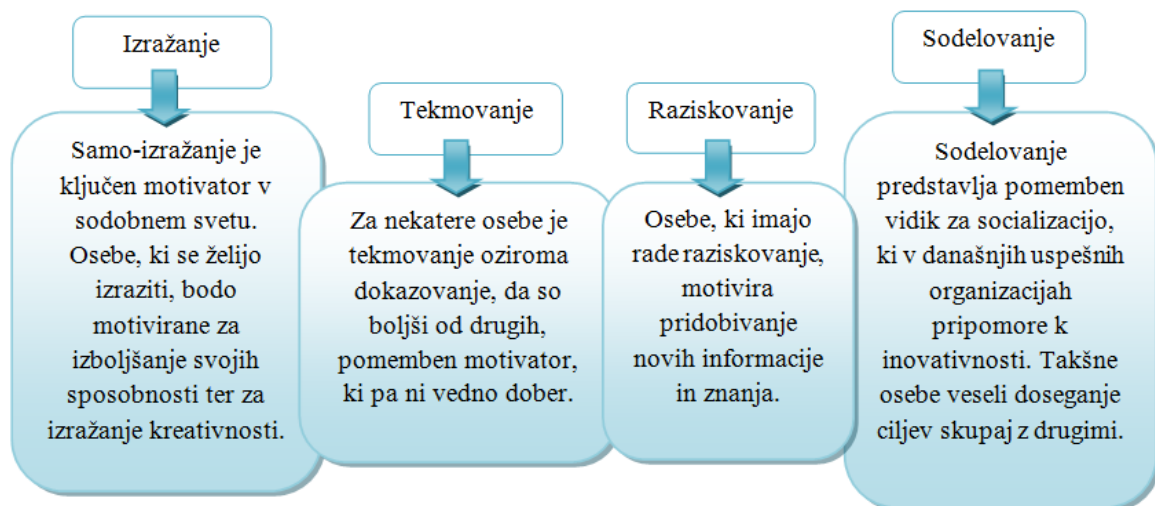 Izražanje
Samo-izražanje je
ključen motivator v
sodobnem svetu.
Osebe, ki se želijo
izraziti, bodo
motivirane za
izboljšanje svojih
sposobnosti ter za
izražanje kreativnosti.
Tekmovanje
Za nekatere osebe je
tekmovanje oziroma
dokazovanje, da so
boljši od drugih,
pomemben motivator,
ki pa ni vedno dober.
Raziskovanje
Osebe, ki imajo
rade raziskovanje,
motivira
pridobivanje
novih informacije
in znanja.
Sodelovanje
Sodelovanje
predstavlja pomemben
vidik za socializacijo,
ki v današnjih uspešnih
organizacijah
pripomore k
inovativnosti. Takšne
osebe veseli doseganje
ciljev skupaj z drugimi.